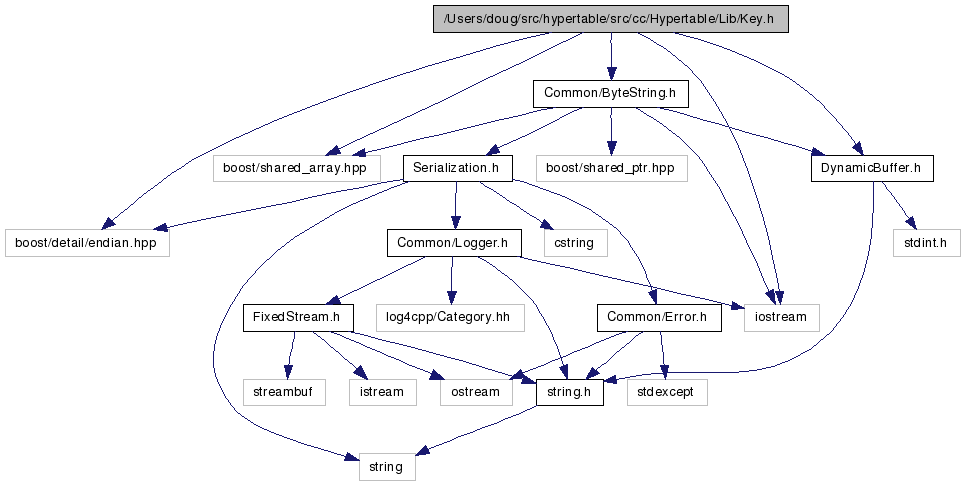 /Users/doug/src/hypertable/src/cc/Hypertable/Lib/Key.h
Common/ByteString.h
boost/shared_array.hpp
Serialization.h
boost/shared_ptr.hpp
DynamicBuffer.h
boost/detail/endian.hpp
Common/Logger.h
cstring
stdint.h
FixedStream.h
log4cpp/Category.hh
Common/Error.h
iostream
streambuf
istream
ostream
string.h
stdexcept
string